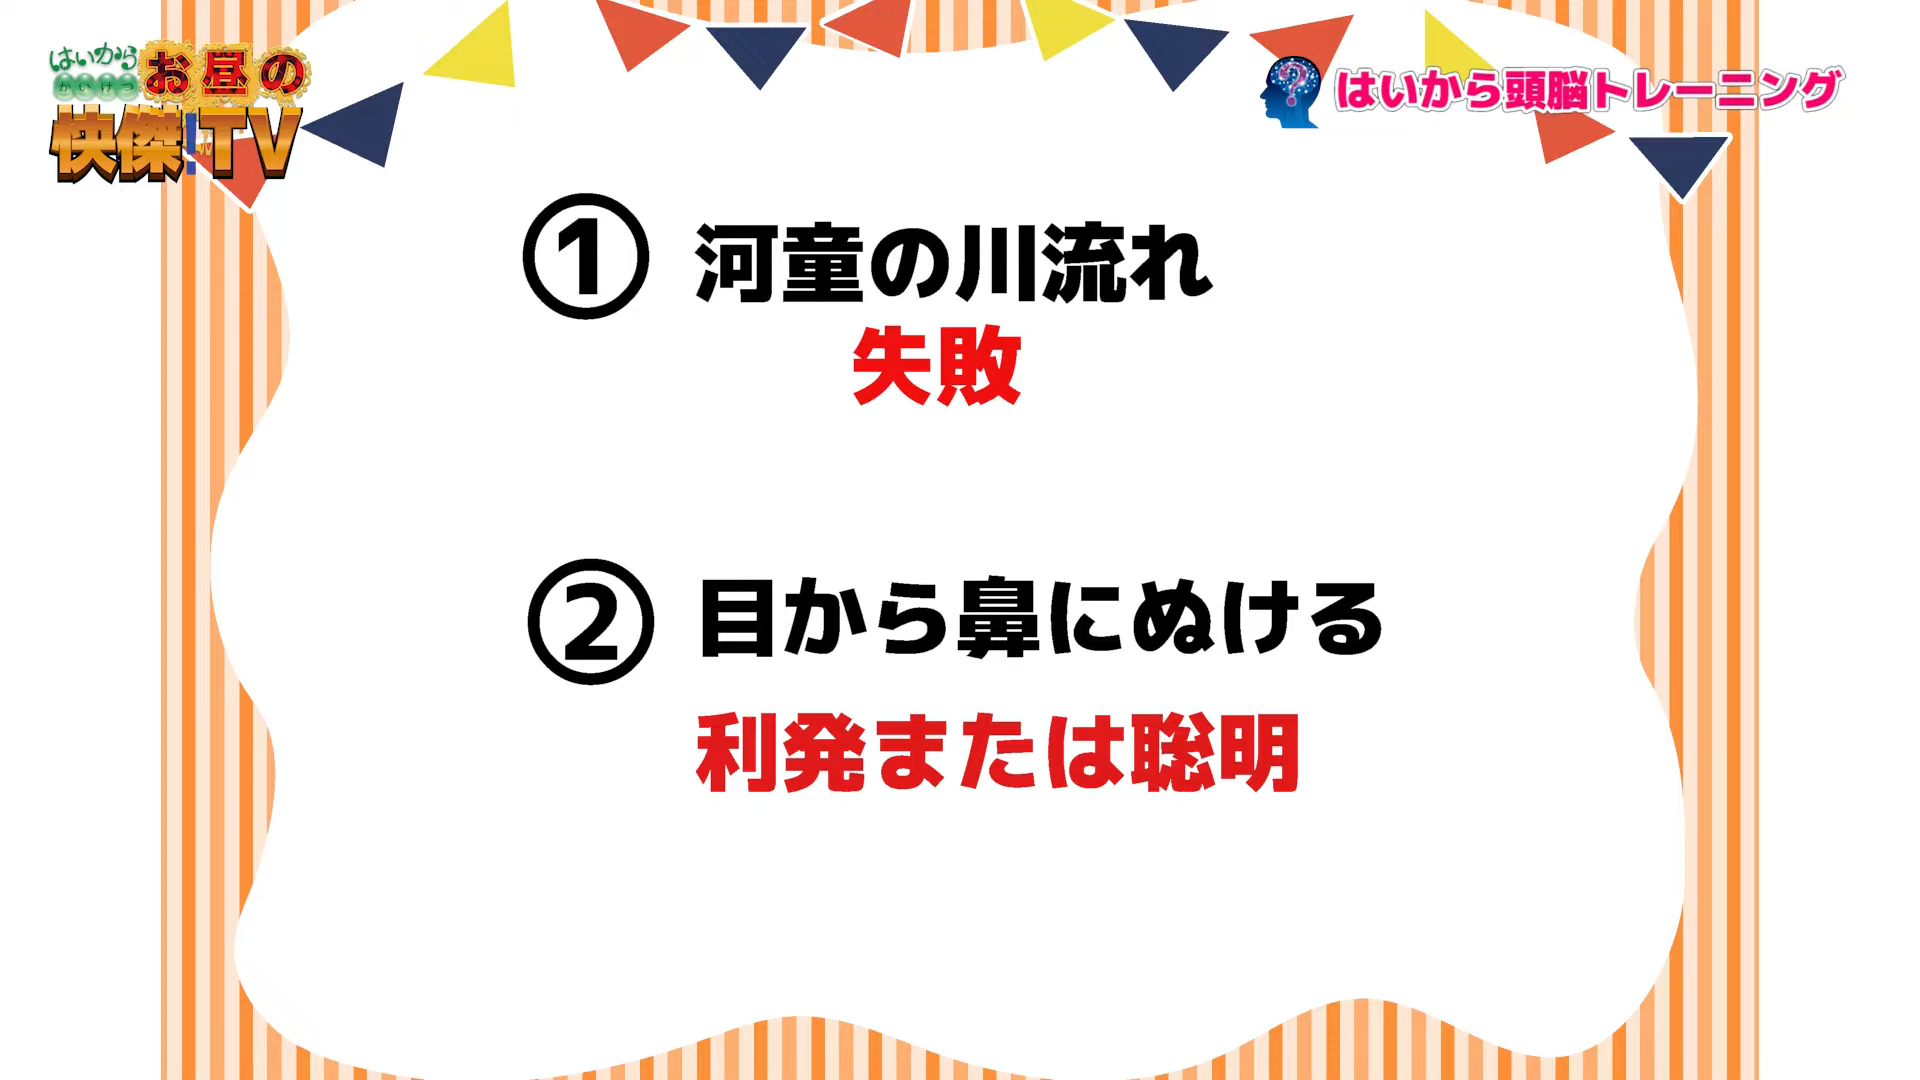 はいから
かいけつ
お昼の
快傑!TV
はいから頭脳トレーニング
① 河童の川流れ
失敗
② 目から鼻にぬける
利発または聡明